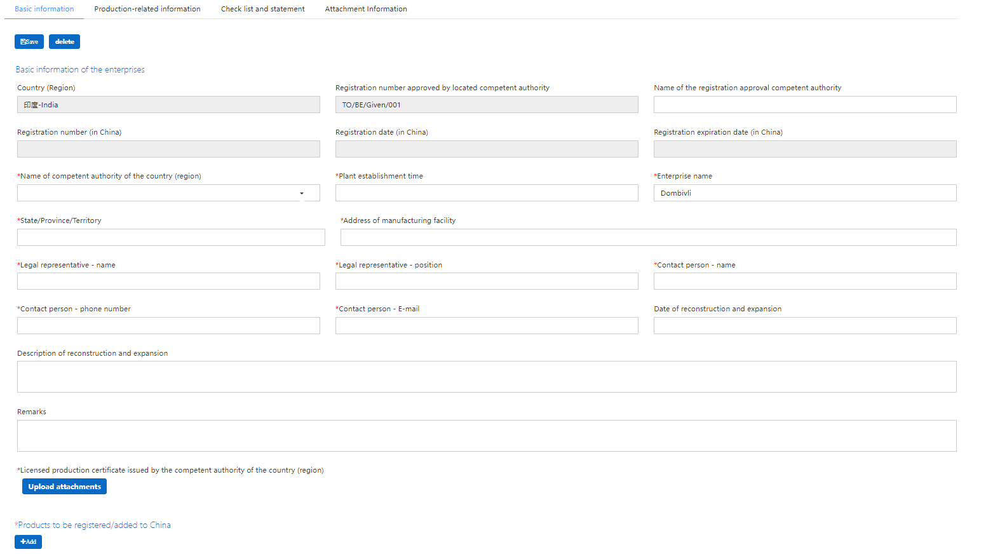 Basic information Production-related information Check list and statement Attachment Information
Save delete
Basic information of the enterprises
Country (Region) Registration number approved by located competent authority Name of the registration approval competent authority
印度-India TO/BE/Given/001
Registration number (in China) Registration date (in China) Registration expiration date (in China)
*Name of competent authority of the country (region) *Plant establishment time *Enterprise name
Dombivli
*State/Province/Territory *Address of manufacturing facility
*Legal representative - name *Legal representative - position *Contact person - name
*Contact person - phone number *Contact person - E-mail Date of reconstruction and expansion
Description of reconstruction and expansion
Remarks
*Licensed production certificate issued by the competent authority of the country (region)
Upload attachments
*Products to be registered/added to China
+Add